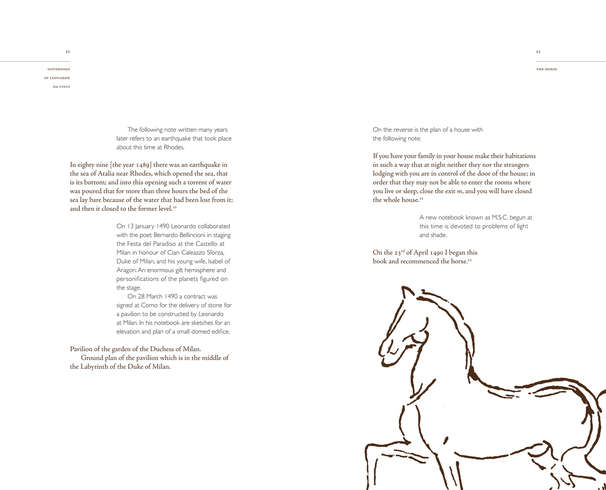 NOTEBOOKS
OF LEONARDO
DA VINCI
The following note written many years
later refers to an earthquake that took place
about this time at Rhodes.
In eighty nine [the year 1489] there was an earthquake in
the sea of Atalia near Rhodes, which opened the sea, that
is its bottom; and into this opening such a torrent of water
was poured that for more than three hours the bed of the
sea lay bare because of the water that had been lost from it;
and then it closed to the former level.
On 13 January 1490 Leonardo collaborated
with the poet Bernardo Bellincioni in staging
the Festa del Paradiso at the Castello at
Milan in honour of Gian Galeazzo Sforza,
Duke of Milan, and his young wife, Isabel of
Aragon. An enormous gilt hemisphere and
personifications of the planets figured on
the stage.
On 28 March 1490 a contract was
signed at Como for the delivery of stone for
a pavilion to be constructed by Leonardo
at Milan. In his notebook are sketches for an
elevation and plan of a small domed edifice.
Pavilion of the garden of the Duchess of Milan.
Ground plan of the pavilion which is in the middle of
the Labyrinth of the Duke of Milan.
THE HORSE
On the reverse is the plan of a house with
the following note:
If you have your family in your house make their habitations
in such a way that at night neither they nor the strangers
lodging with you are in control of the door of the house; in
order that they may not be able to enter the rooms where
you live or sleep, close the exit m, and you will have closed
the whole house.
A new notebook known as M.S.C. begun at
this time is devoted to problems of light
and shade.
On the 23rd of April 1490 I began this
book and recommenced the horse.